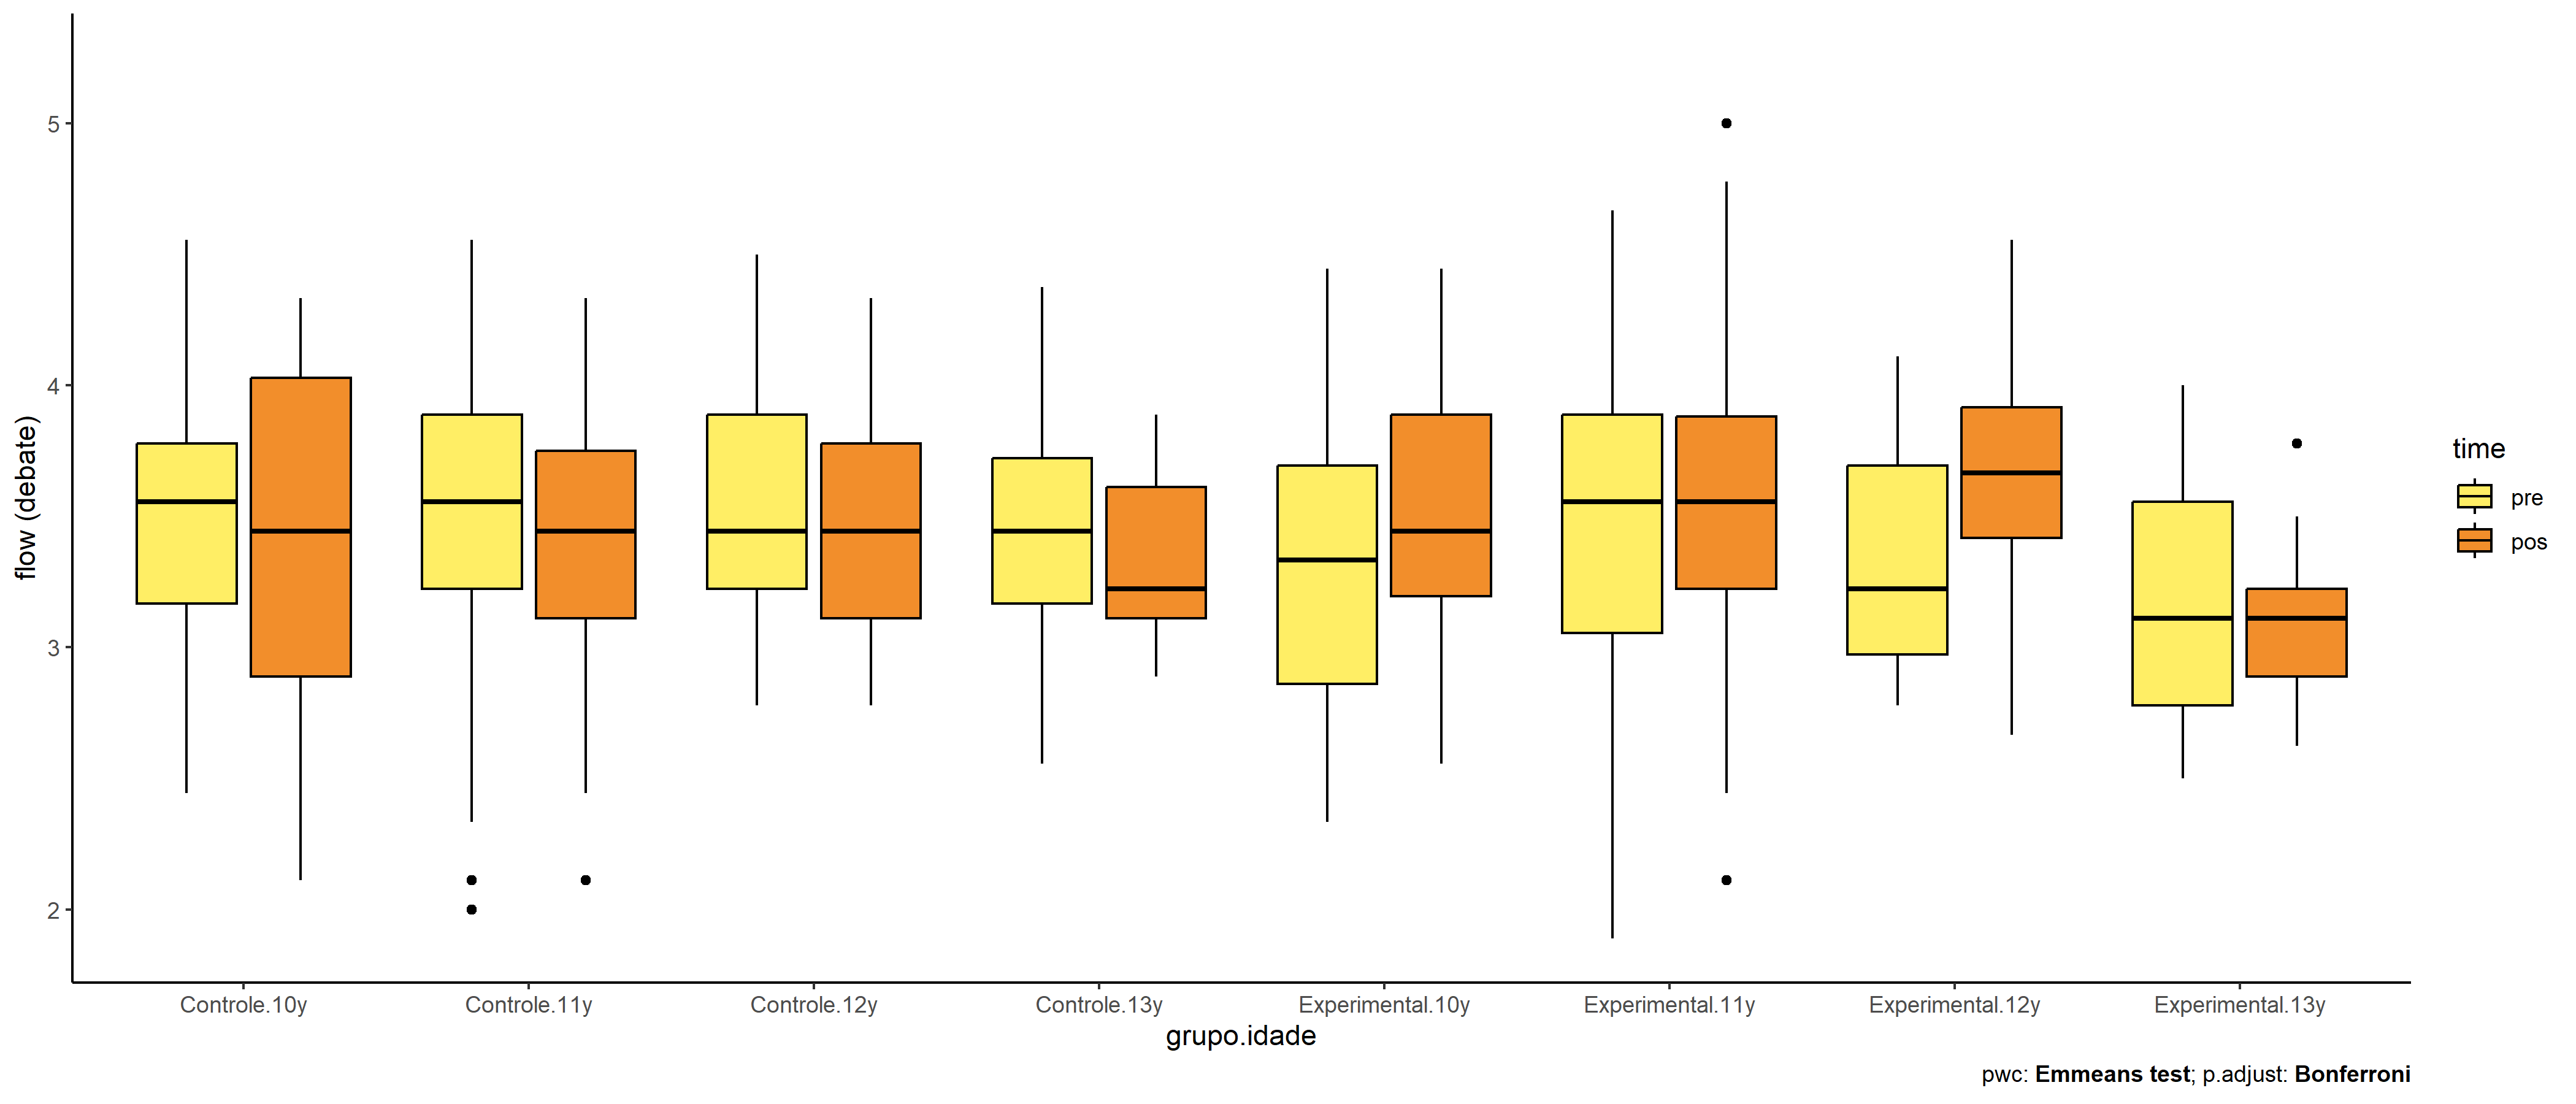 flow (debate)
5
4
3
2
Controle.10y
Controle.11y
Controle.12y
Controle.13y
Experimental.10y
Experimental.11y
Experimental.12y
Experimental.13y
grupo.idade
time
pre
pos
pwc: Emmeans test; p.adjust: Bonferroni